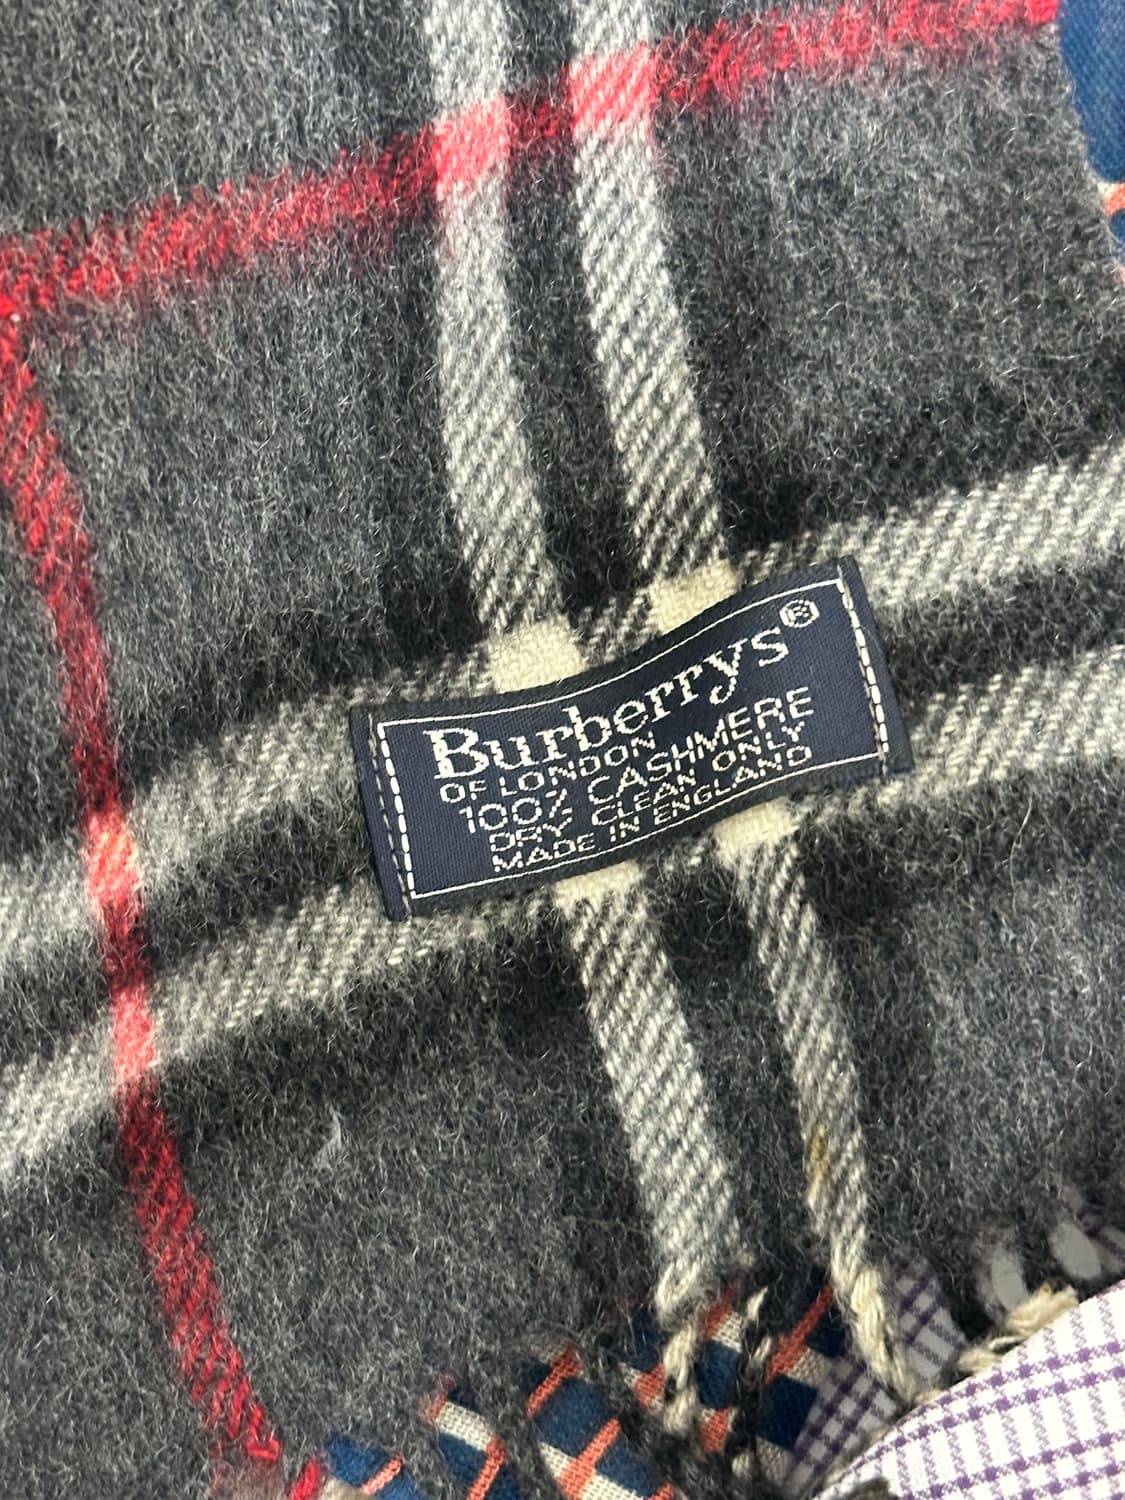 Burberrys®
OF LONDON
100% CASHMERE
DRY CLEAN ONLY
MADE IN ENGLAND